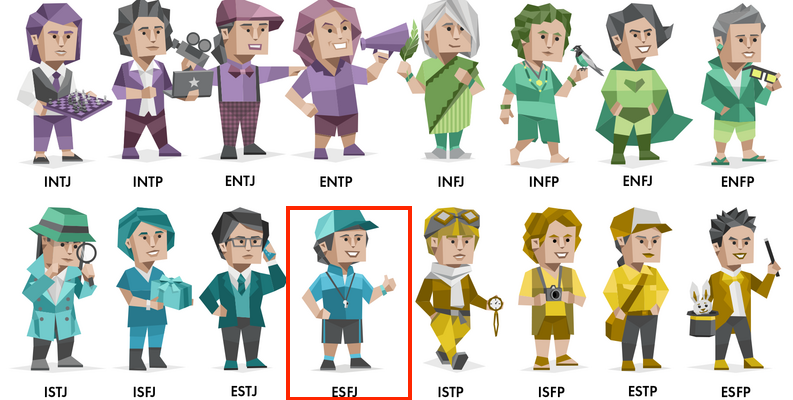 INTJ INTP ENTJ ENTP INFJ INFP ENFJ ENFP
ISTJ ISFJ ESTJ ESFJ ISTP ISFP ESTP ESFP